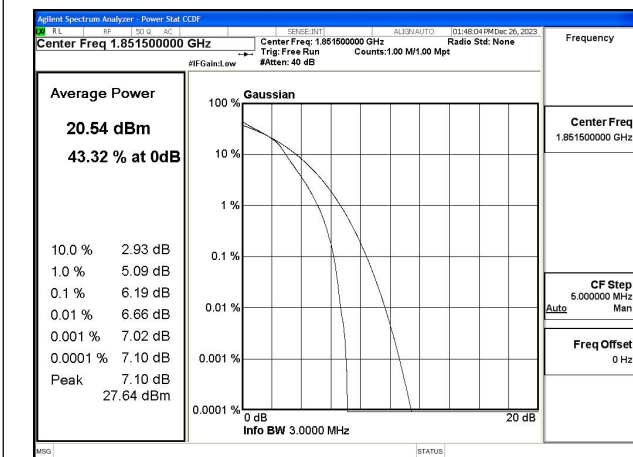 Agilent Spectrum Analyzer - Power Stat CCDF
LXI RL RF 50 Ω AC SENSE:INT ALIGN AUTO 01:48:04 PM Dec 26, 2023
Center Freq 1.851500000 GHz
Center Freq: 1.851500000 GHz Radio Std: None
Trig: Free Run Counts:1.00 M/1.00 Mpt
#IFGain:Low #Atten: 40 dB
Frequency
Average Power
20.54 dBm
43.32 % at 0dB
10.0 % 2.93 dB
1.0 % 5.09 dB
0.1 % 6.19 dB
0.01 % 6.66 dB
0.001 % 7.02 dB
0.0001 % 7.10 dB
Peak 7.10 dB
27.64 dBm
Gaussian
100 %
10 %
1 %
0.1 %
0.01 %
0.001 %
0.0001 %
0 dB 20 dB
Info BW 3.0000 MHz
Center Freq
1.851500000 GHz
CF Step
5.000000 MHz
Auto Man
Freq Offset
0 Hz
MSG STATUS